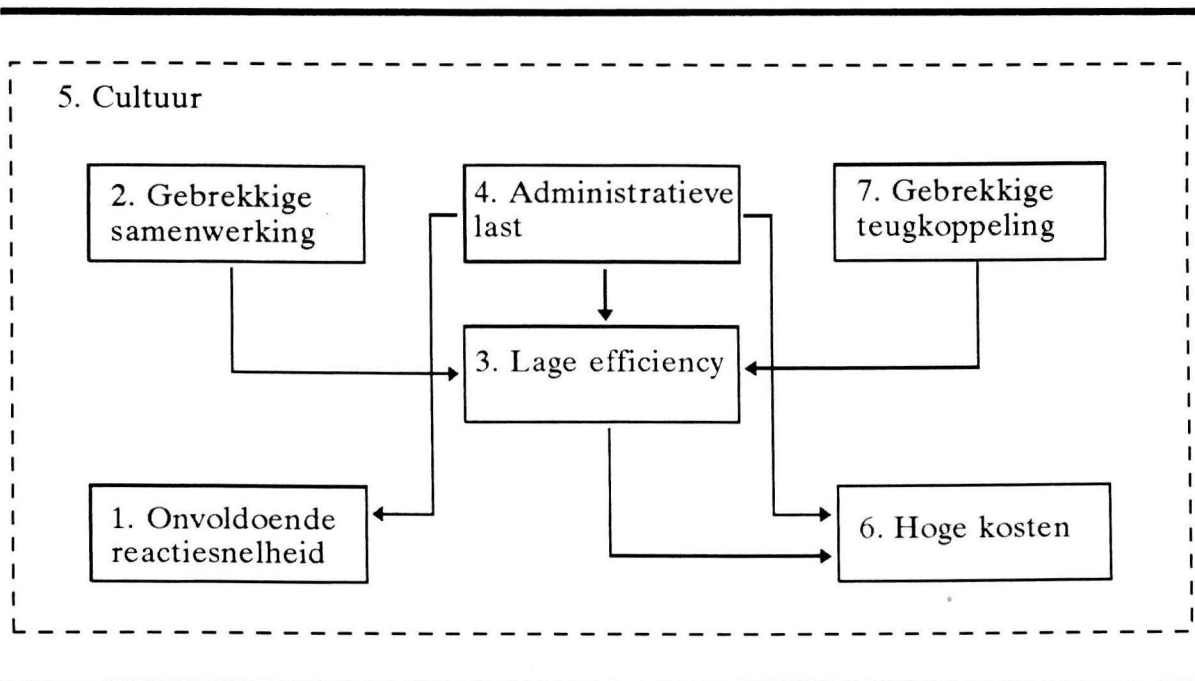 5. Cultuur
2. Gebrekkige
samenwerking
4. Administratieve
last
7. Gebrekkige
teugkoppeling
3. Lage efficiency
1. Onvoldoende
reactiesnelheid
6. Hoge kosten